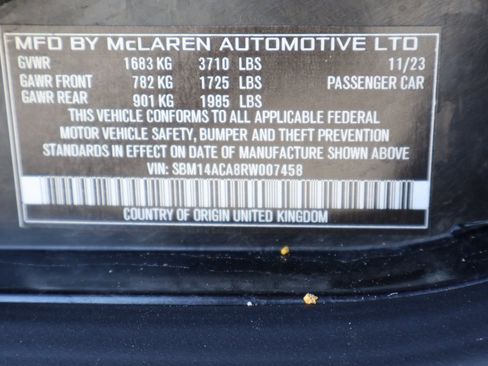 MFD BY McLAREN AUTOMOTIVE LTD
GVWR 1683 KG 3710 LBS 11/23
GAWR FRONT 782 KG 1725 LBS PASSENGER CAR
GAWR REAR 901 KG 1985 LBS
THIS VEHICLE CONFORMS TO ALL APPLICABLE FEDERAL
MOTOR VEHICLE SAFETY, BUMPER AND THEFT PREVENTION
STANDARDS IN EFFECT ON DATE OF MANUFACTURE SHOWN ABOVE.
VIN: SBM14ACA8RW007458
COUNTRY OF ORIGIN UNITED KINGDOM